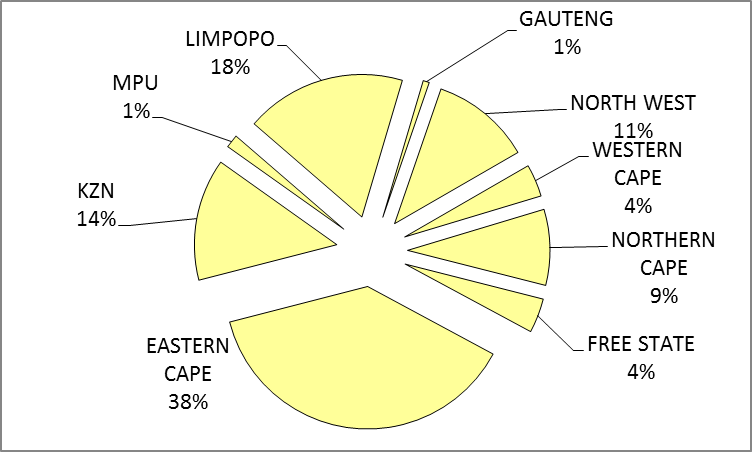 GAUTENG
1%
NORTH WEST
11%
WESTERN
CAPE
4%
NORTHERN
CAPE
9%
FREE STATE
4%
EASTERN
CAPE
38%
KZN
14%
MPU
1%
LIMPOPO
18%